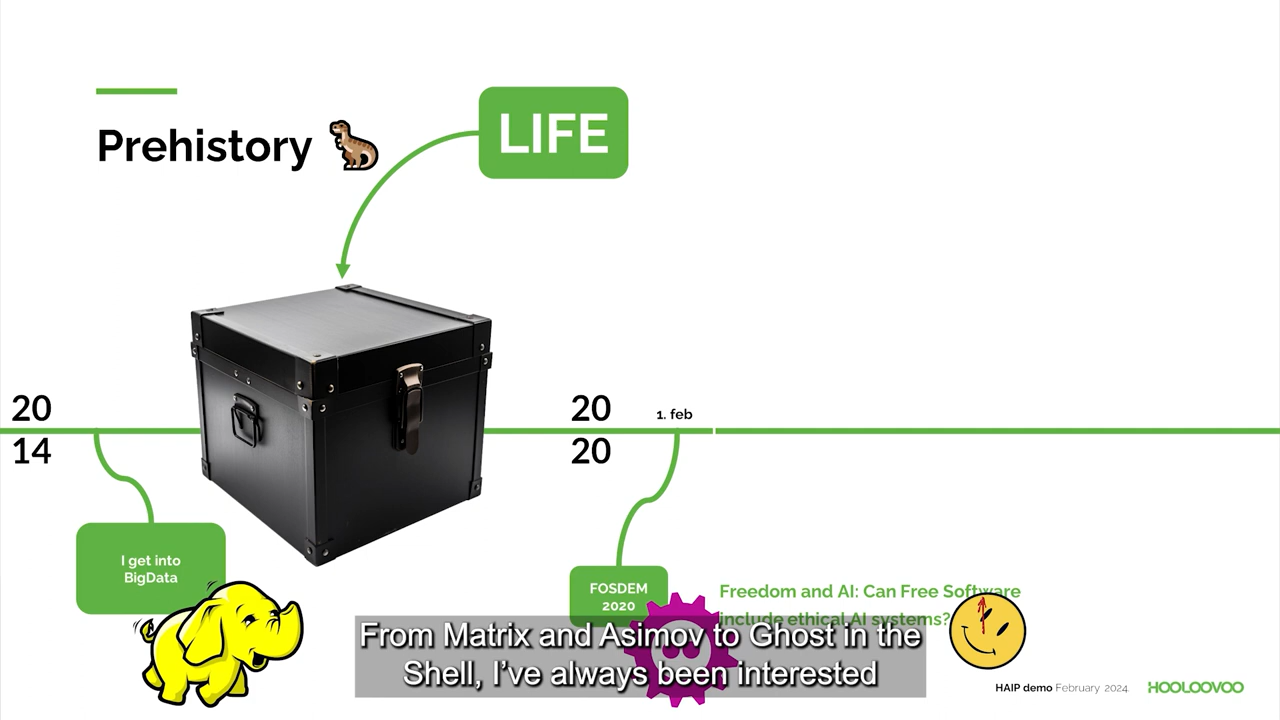 LIFE
Prehistory
20
14
20
20
1. feb
I get into
BigData
FOSDEM
2020
Freedom and AI: Can Free Software
include ethical AI systems?
From Matrix and Asimov to Ghost in the
Shell, I've always been interested
HAIP demo February 2024.
HOOLOOVOO